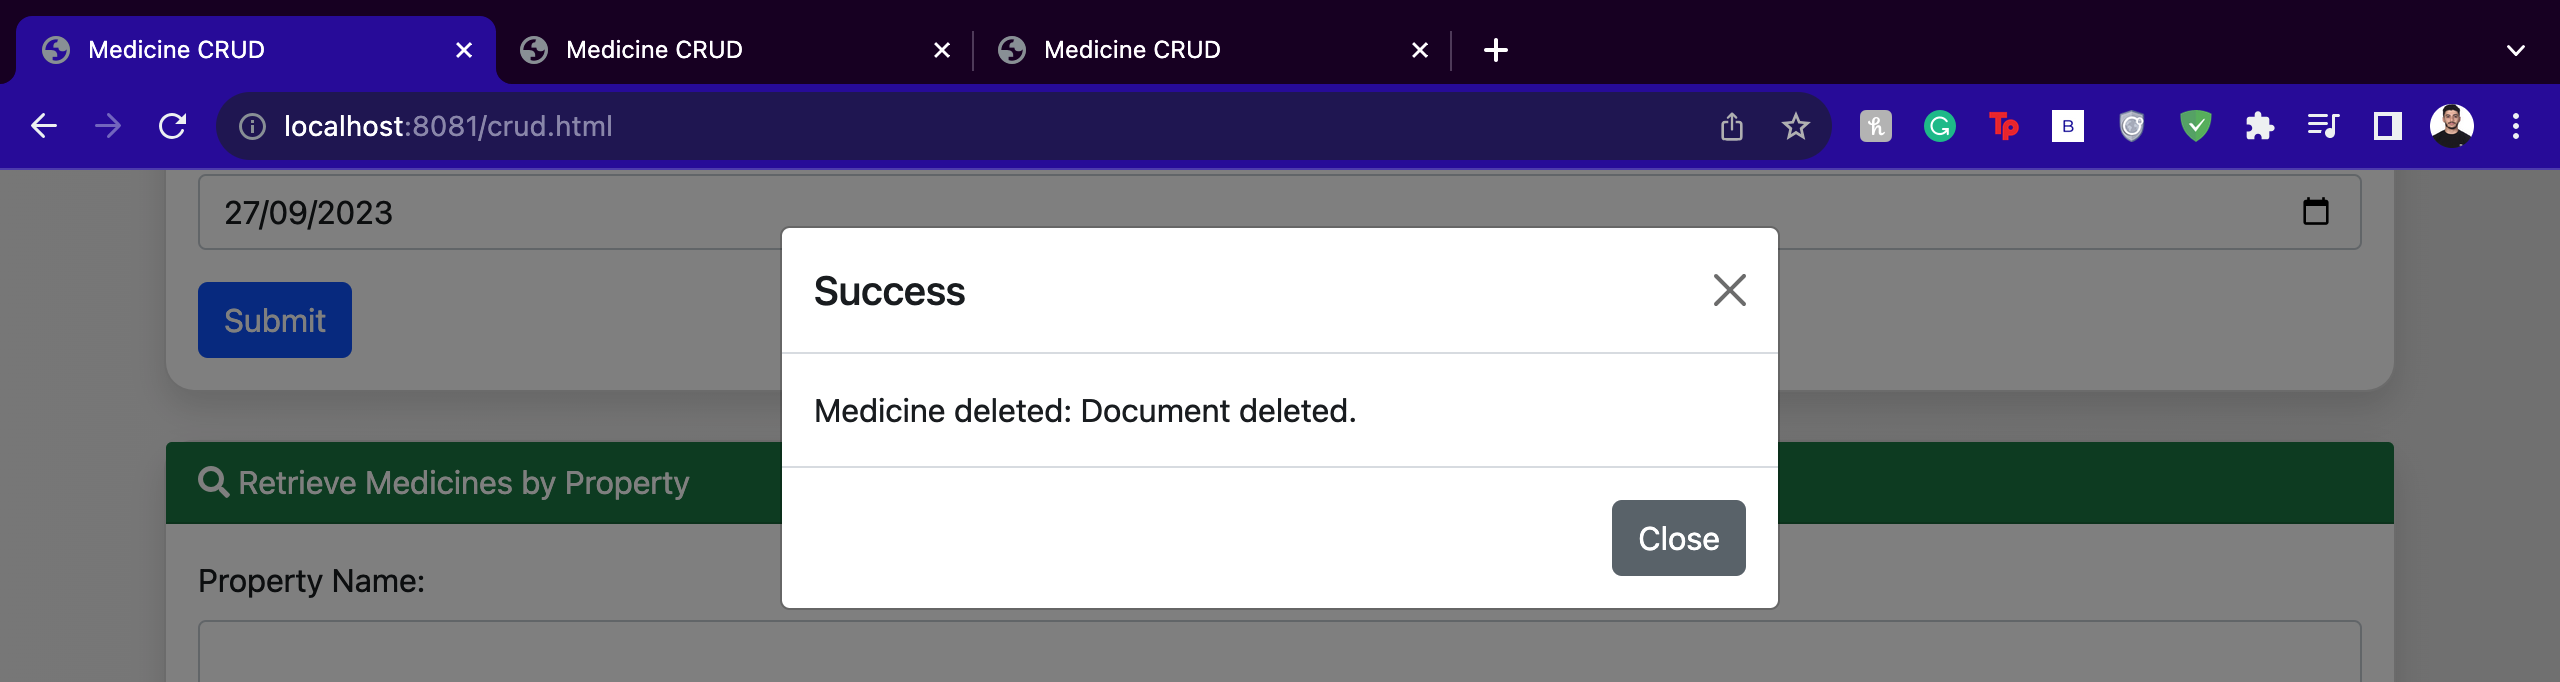 Medicine CRUD
Medicine CRUD
Medicine CRUD
localhost:8081/crud.html
Tp
B
27/09/2023
Submit
Success
Medicine deleted: Document deleted.
Close
Retrieve Medicines by Property
Property Name: